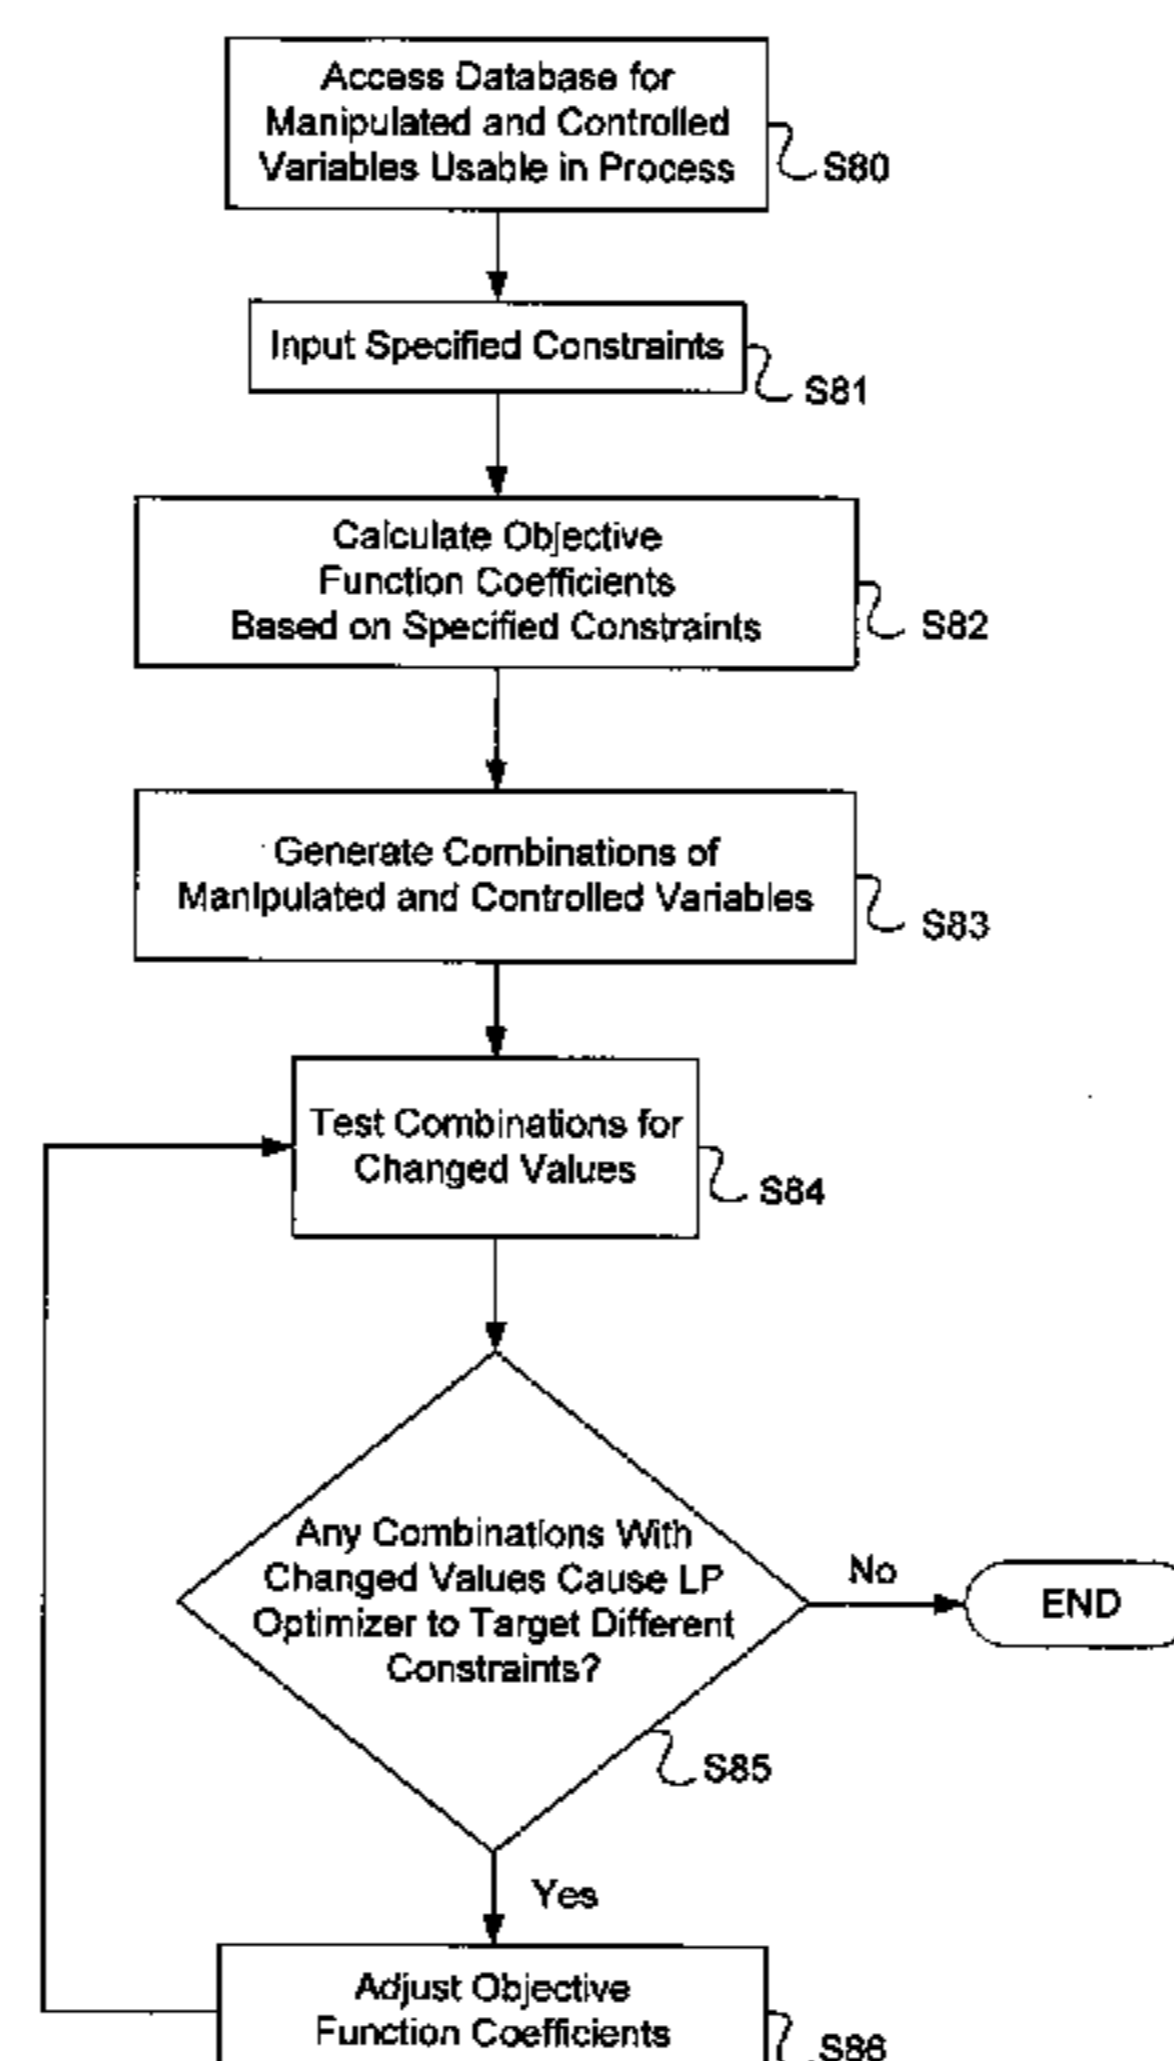 Access Database for
Manipulated and Controlled
Variables Usable in Process
S80
Input Specified Constraints
S81
Calculate Objective
Function Coefficients
Based on Specified Constraints
S82
Generate Combinations of
Manipulated and Controlled Variables
S83
Test Combinations for
Changed Values
S84
Any Combinations With
Changed Values Cause LP
Optimizer to Target Different
Constraints?
No
END
S85
Yes
Adjust Objective
Function Coefficients
S86